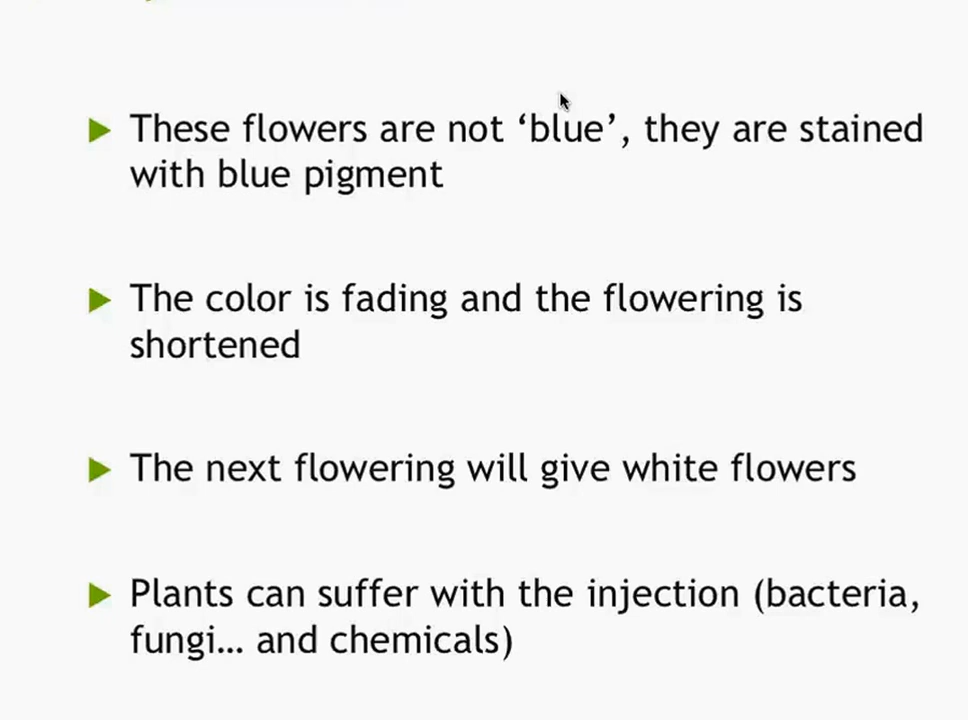 These flowers are not ‘blue’, they are stained
with blue pigment
The color is fading and the flowering is
shortened
The next flowering will give white flowers
Plants can suffer with the injection (bacteria,
fungi… and chemicals)